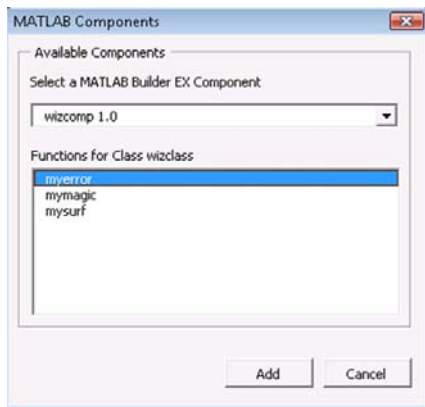 MATLAB Components
Available Components
Select a MATLAB Builder EX Component
wizcomp 1.0
Functions for Class wizclass
myerror
mymagic
mysurf
Add
Cancel